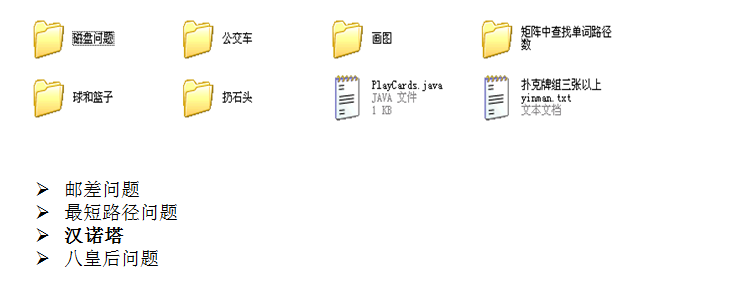 磁盘问题
公交车
画图
矩阵中查找单词路径
数
球和篮子
扔石头
PlayCards.java
JAVA 文件
1 KB
扑克牌组三张以上
yinman.txt
文本文档
邮差问题
最短路径问题
汉诺塔
八皇后问题